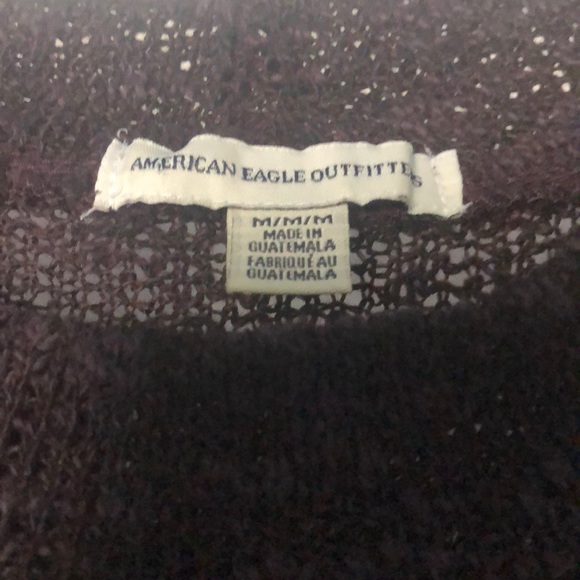 AMERICAN EAGLE OUTFITTERS
M/M/M
MADE IN
GUATEMALA
FABRIQUÉ AU
GUATEMALA